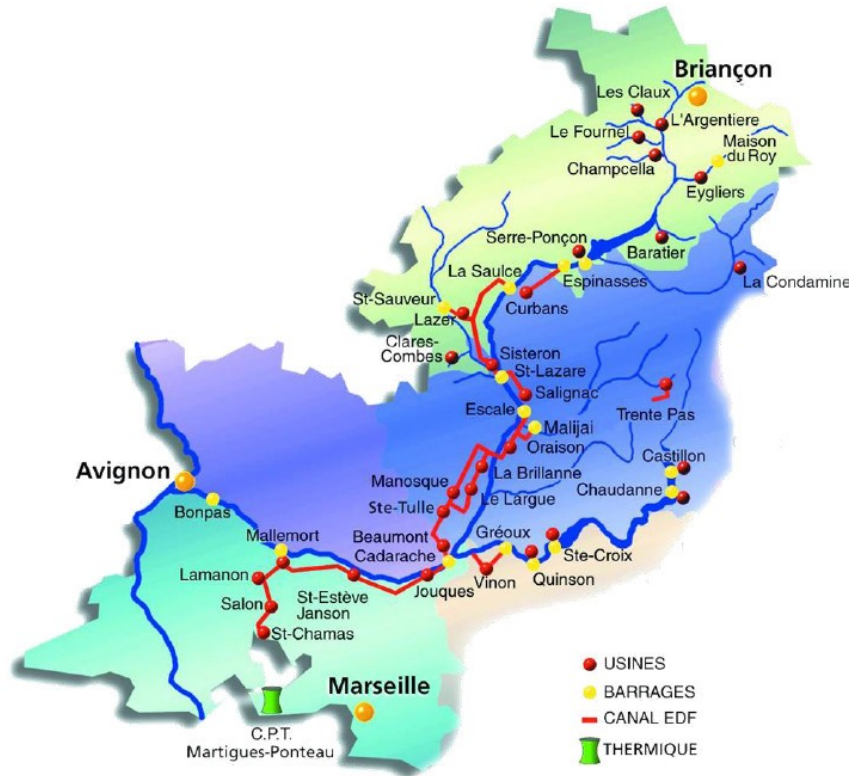 Briançon
Les Claux
L'Argentiere
Le Fournel
Maison
du Roy
Champcella
Eygliers
Serre-Ponçon
Baratier
La Saulce
Espinasses
La Condamine
St-Sauveur
Curbans
Lazer
Clares-
Combes
Sisteron
St-Lazare
Salignac
Escale
Trente Pas
Malijai
Oraison
Castillon
Avignon
Manosque
La Brillanne
Chaudanne
Ste-Tulle
Le Largue
Bonpas
Mallemort
Beaumont
Gréoux
Cadarache
Ste-Croix
Lamanon
Jouques
Vinon
Quinson
Salon
St-Estève
Janson
St-Chamas
Marseille
C.P.T.
Martigues-Ponteau
USINES
BARRAGES
CANAL EDF
THERMIQUE